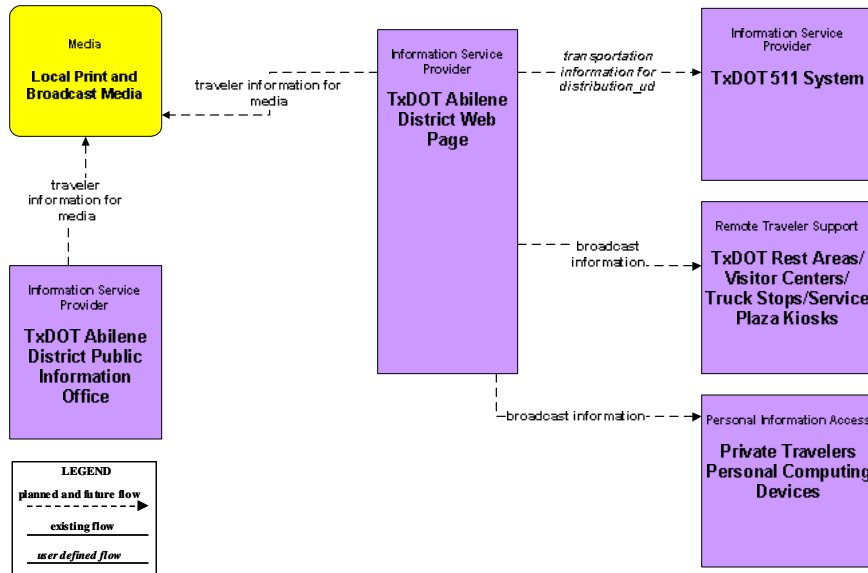 Media
Local Print and
Broadcast Media
traveler information for
media
Information Service
Provider
TxDOT Abilene
District Web
Page
transportation
information for
distribution_ud
Information Service
Provider
TxDOT 511 System
traveler
information for
media
broadcast
information
Remote Traveler Support
TxDOT Rest Areas/
Visitor Centers/
Truck Stops/Service
Plaza Kiosks
Information Service
Provider
TxDOT Abilene
District Public
Information
Office
broadcast information
Personal Information Access
Private Travelers
Personal Computing
Devices
LEGEND
planned and future flow
existing flow
user defined flow